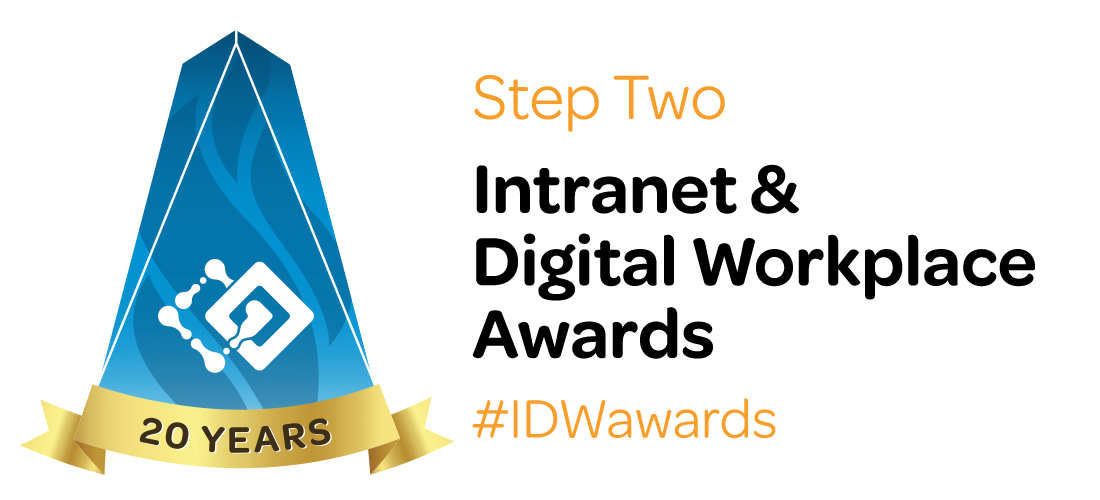 Step Two
Intranet &
Digital Workplace
Awards
#IDWawards
20 YEARS